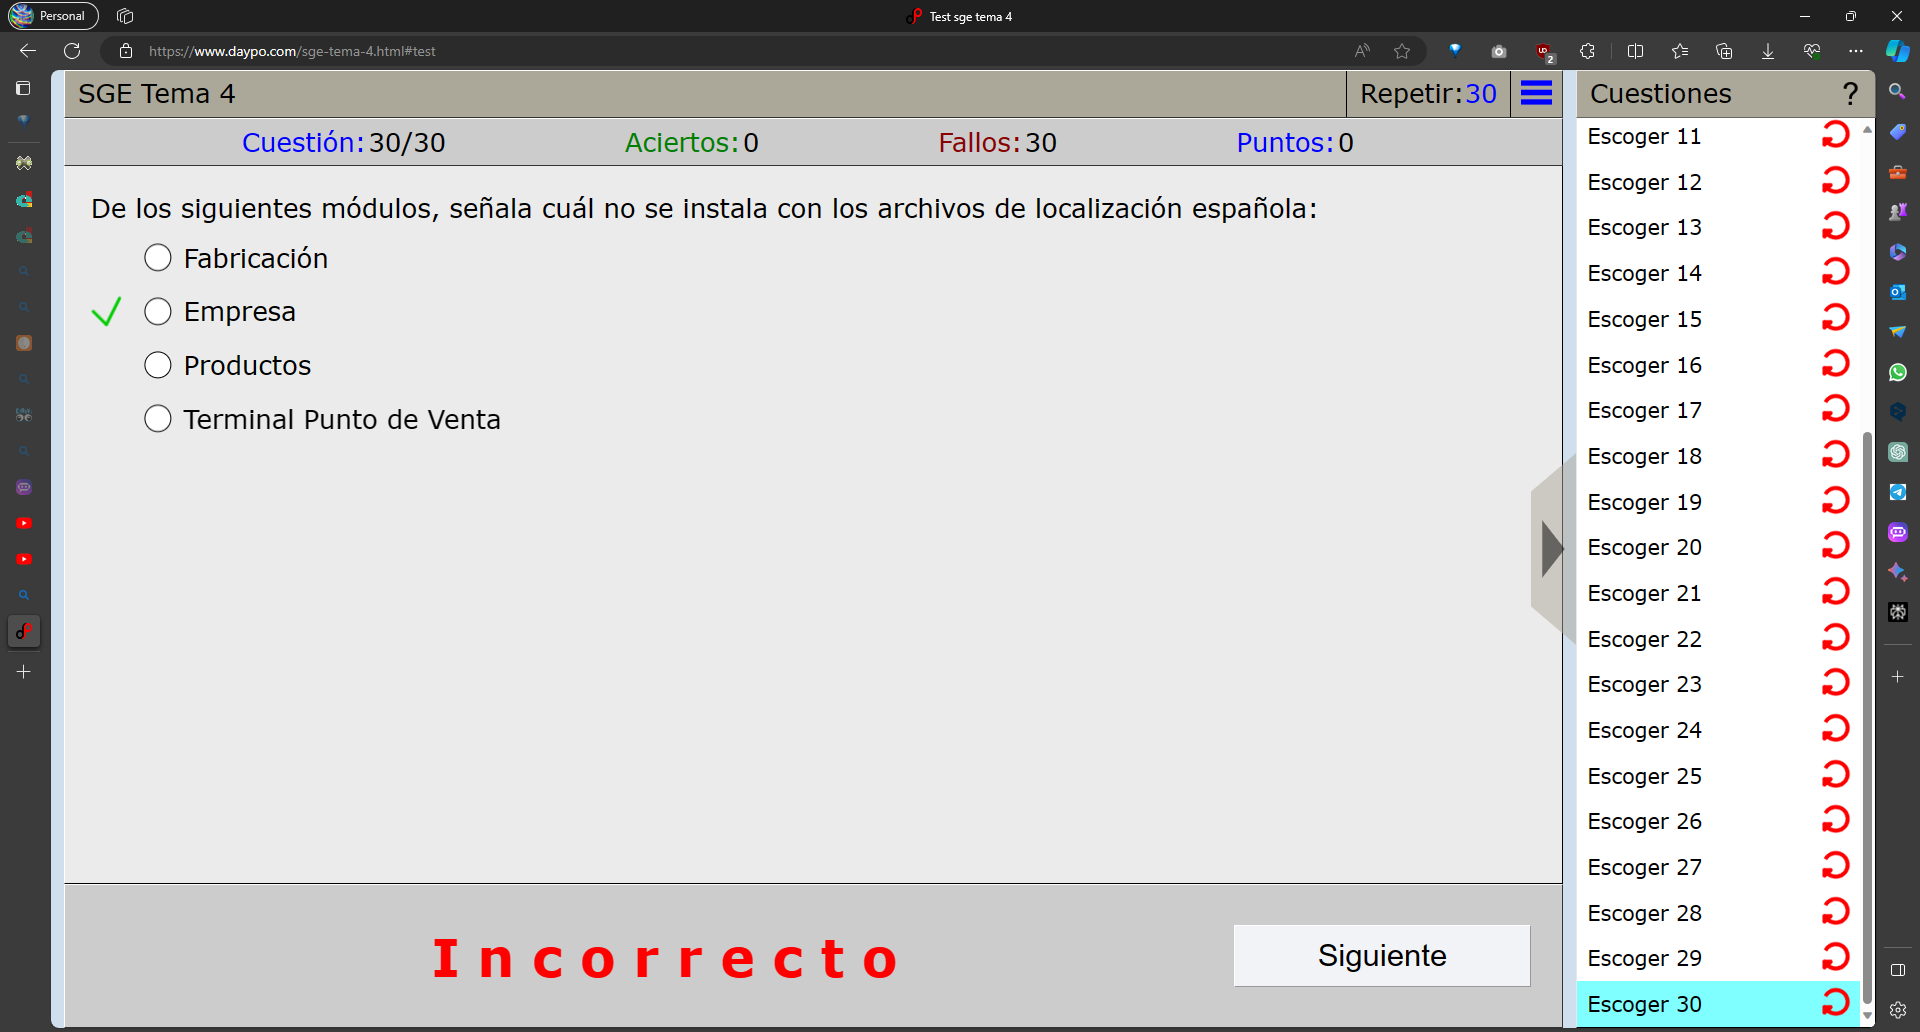 Personal
Test sge tema 4
https://www.daypo.com/sge-tema-4.html#test
2
SGE Tema 4
Repetir:30
Cuestiones
?
Cuestión:30/30
Aciertos:0
Fallos:30
Puntos:0
De los siguientes módulos, señala cuál no se instala con los archivos de localización española:
Fabricación
Empresa
Productos
Terminal Punto de Venta
Incorrecto
Siguiente
Escoger 11
Escoger 12
Escoger 13
Escoger 14
Escoger 15
Escoger 16
Escoger 17
Escoger 18
Escoger 19
Escoger 20
Escoger 21
Escoger 22
Escoger 23
Escoger 24
Escoger 25
Escoger 26
Escoger 27
Escoger 28
Escoger 29
Escoger 30